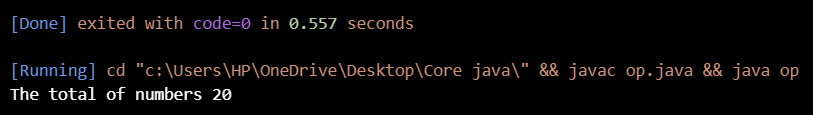 [Done] exited with code=0 in 0.557 seconds
[Running] cd "c:\Users\HP\OneDrive\Desktop\Core java\" && javac op.java && java op
The total of numbers 20